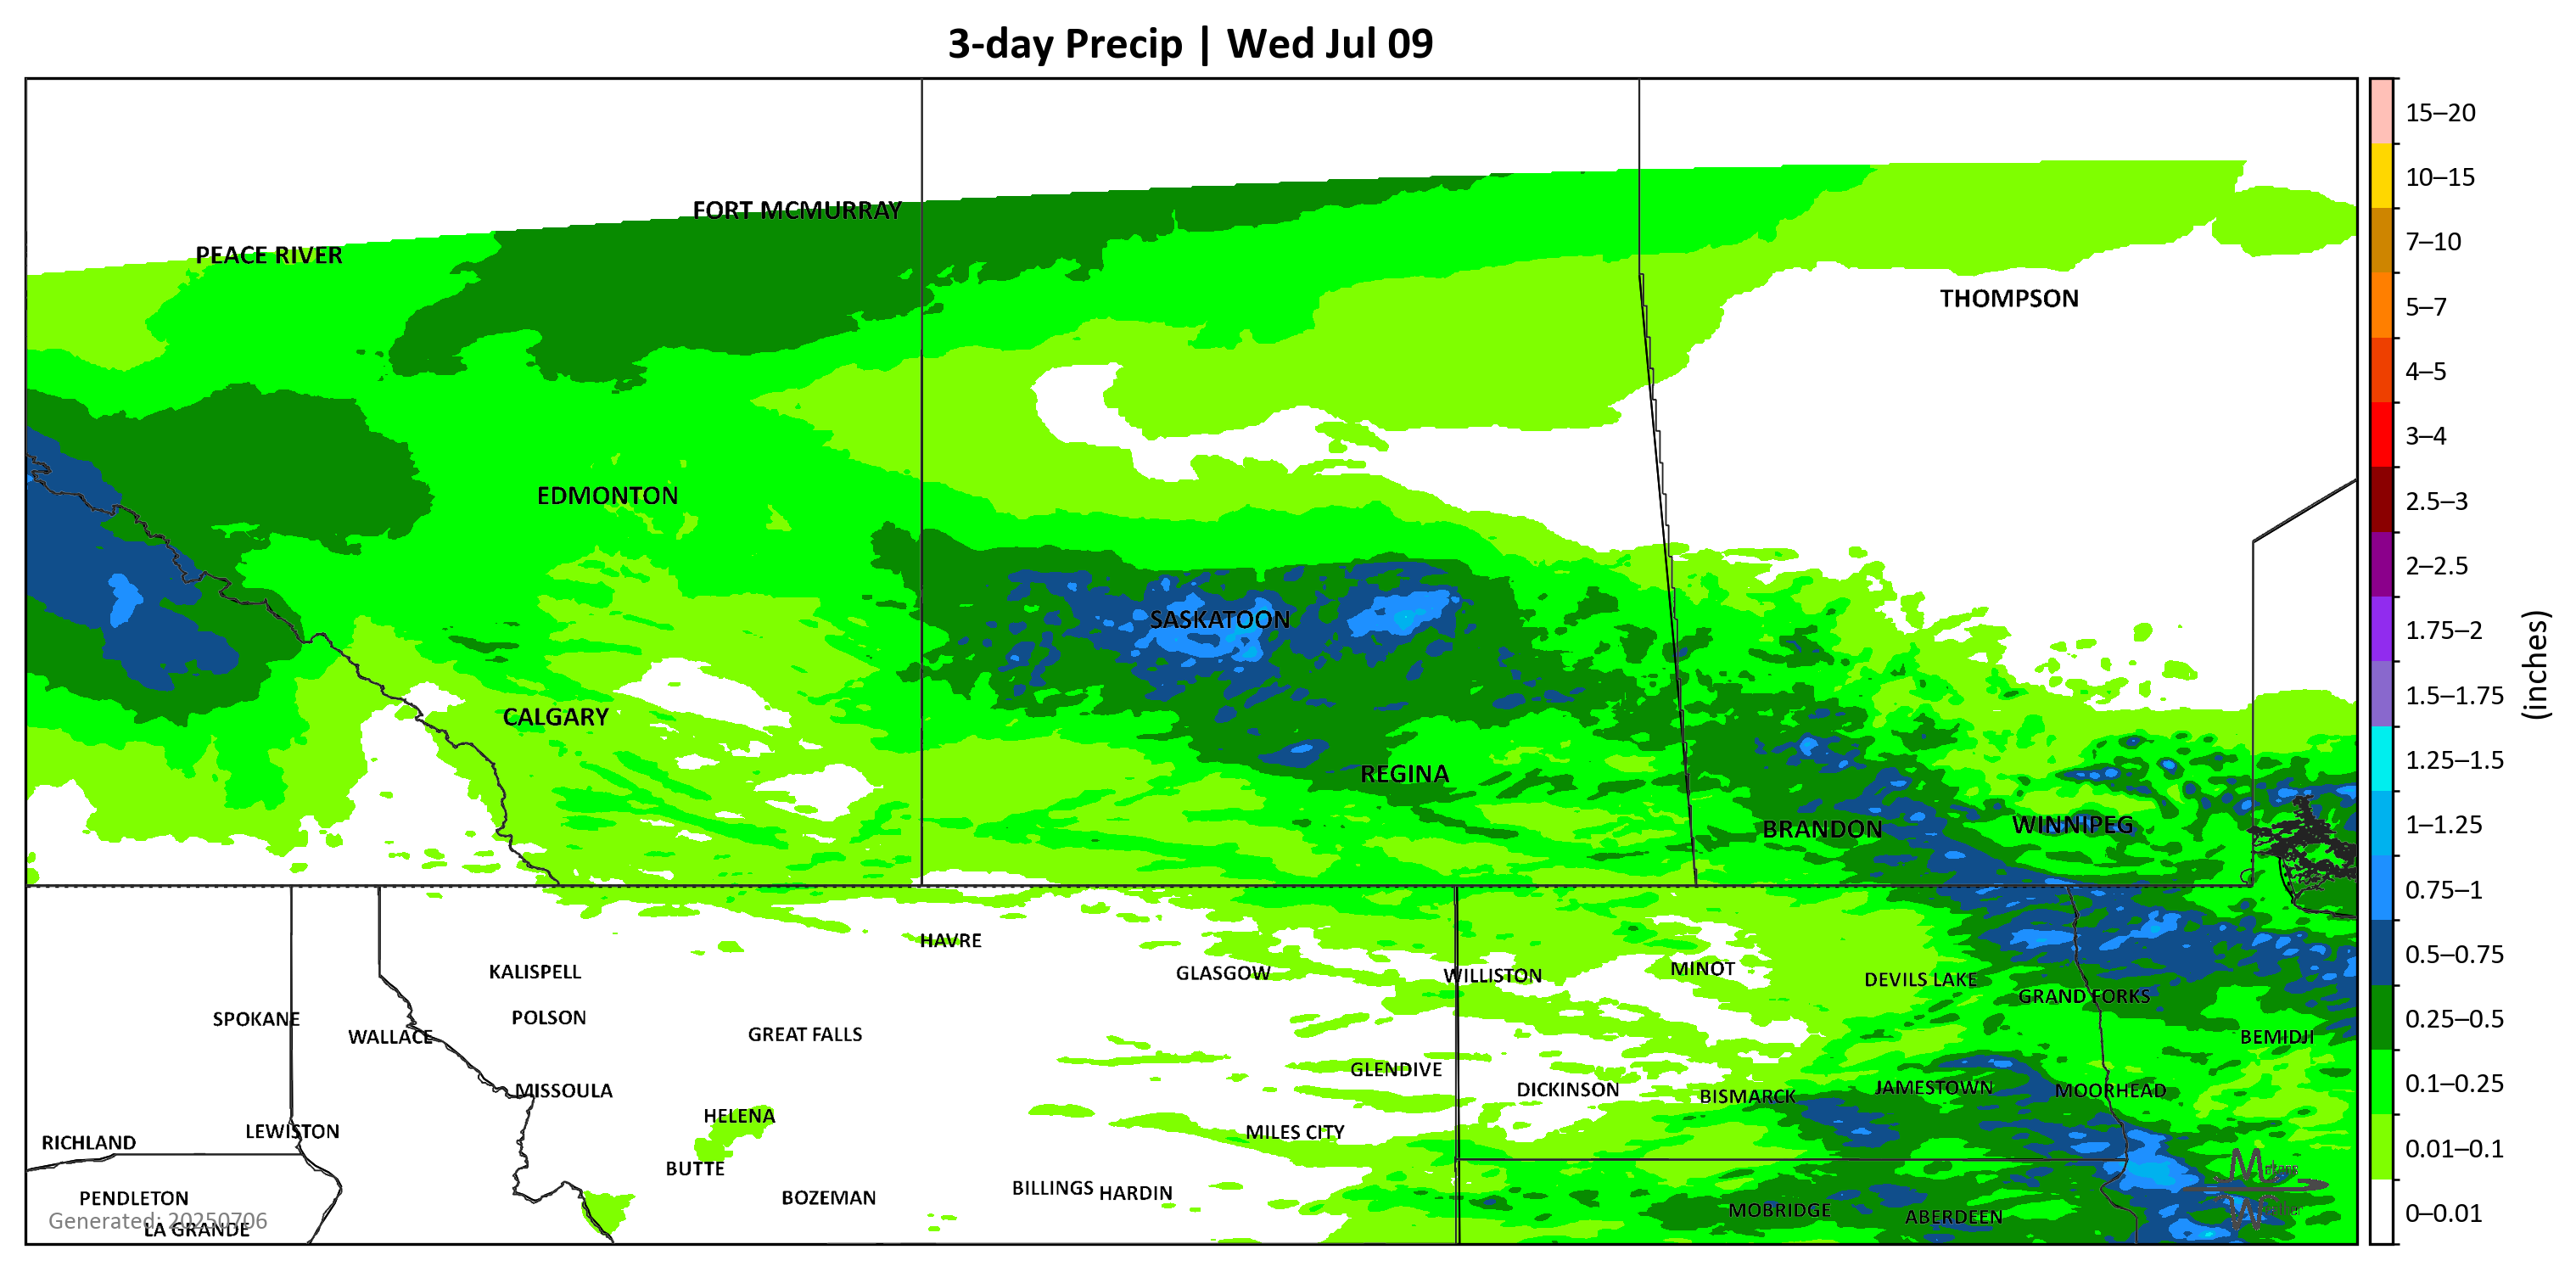 3-day Precip | Wed Jul 09
15–20
10–15
7–10
5–7
4–5
3–4
2.5–3
2–2.5
1.75–2
1.5–1.75
1.25–1.5
1–1.25
0.75–1
0.5–0.75
0.25–0.5
0.1–0.25
0.01–0.1
0–0.01
(inches)
FORT MCMURRAY
PEACE RIVER
THOMPSON
EDMONTON
SASKATOON
CALGARY
REGINA
BRANDON
WINNIPEG
HAVRE
KALISPELL
GLASGOW
WILLISTON
MINOT
DEVILS LAKE
GRAND FORKS
SPOKANE
POLSON
WALLACE
GREAT FALLS
BEMIDJI
GLENDIVE
MISSOULA
DICKINSON
BISMARCK
JAMESTOWN
MOORHEAD
HELENA
RICHLAND
LEWISTON
MILES CITY
BUTTE
PENDLETON
BOZEMAN
BILLINGS
HARDIN
MOBRIDGE
ABERDEEN
Generated: 20250706
LA GRANDE